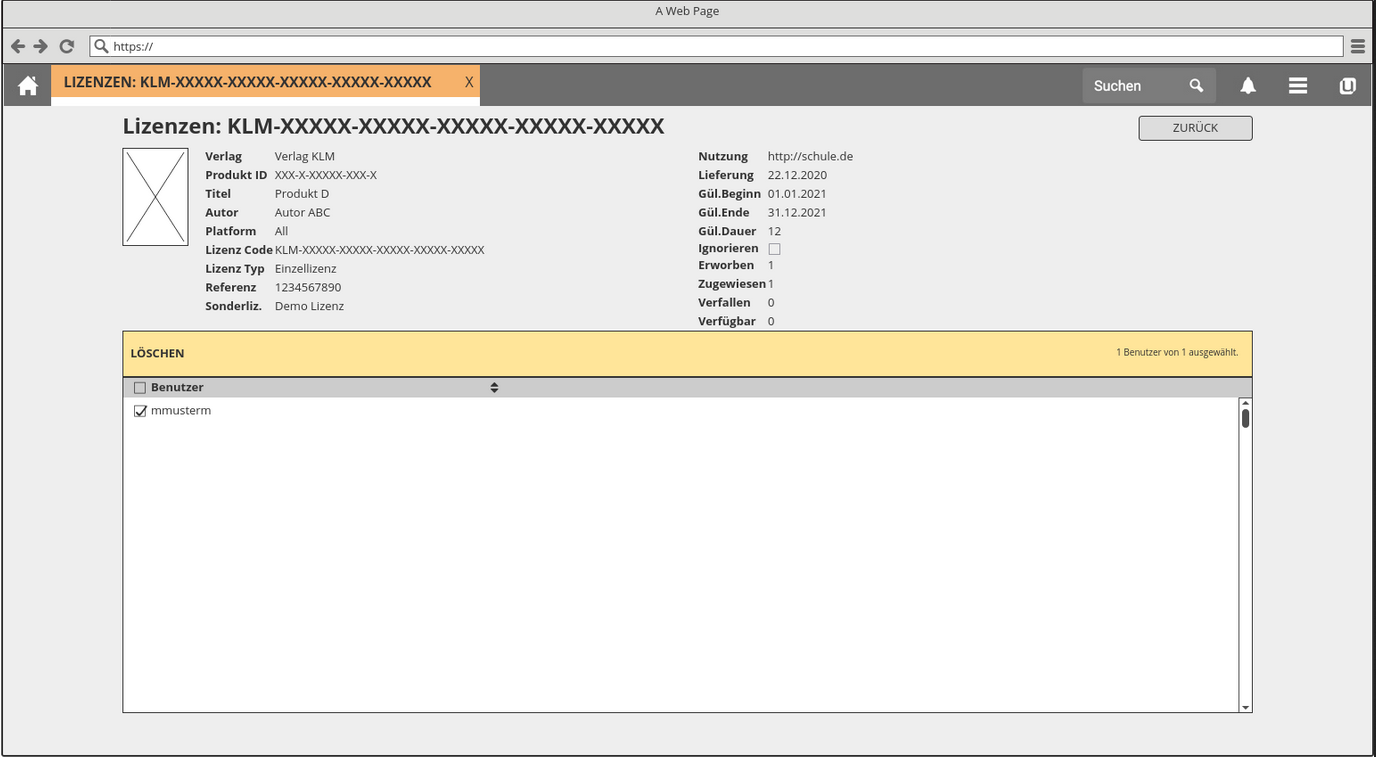 A Web Page
https://
LIZENZEN: KLM-XXXXX-XXXXX-XXXXX-XXXXX-XXXXX X
Suchen
Lizenzen: KLM-XXXXX-XXXXX-XXXXX-XXXXX-XXXXX
ZURÜCK
Verlag Verlag KLM
Produkt ID XXX-X-XXXXX-XXX-X
Titel Produkt D
Autor Autor ABC
Platform All
Lizenz Code KLM-XXXXX-XXXXX-XXXXX-XXXXX-XXXXX
Lizenz Typ Einzellizenz
Referenz 1234567890
Sonderliz. Demo Lizenz
Nutzung http://schule.de
Lieferung 22.12.2020
Gül.Beginn 01.01.2021
Gül.Ende 31.12.2021
Gül.Dauer 12
Ignorieren
Erworben 1
Zugewiesen 1
Verfallen 0
Verfügbar 0
LÖSCHEN
1 Benutzer von 1 ausgewählt.
Benutzer
mmusterm